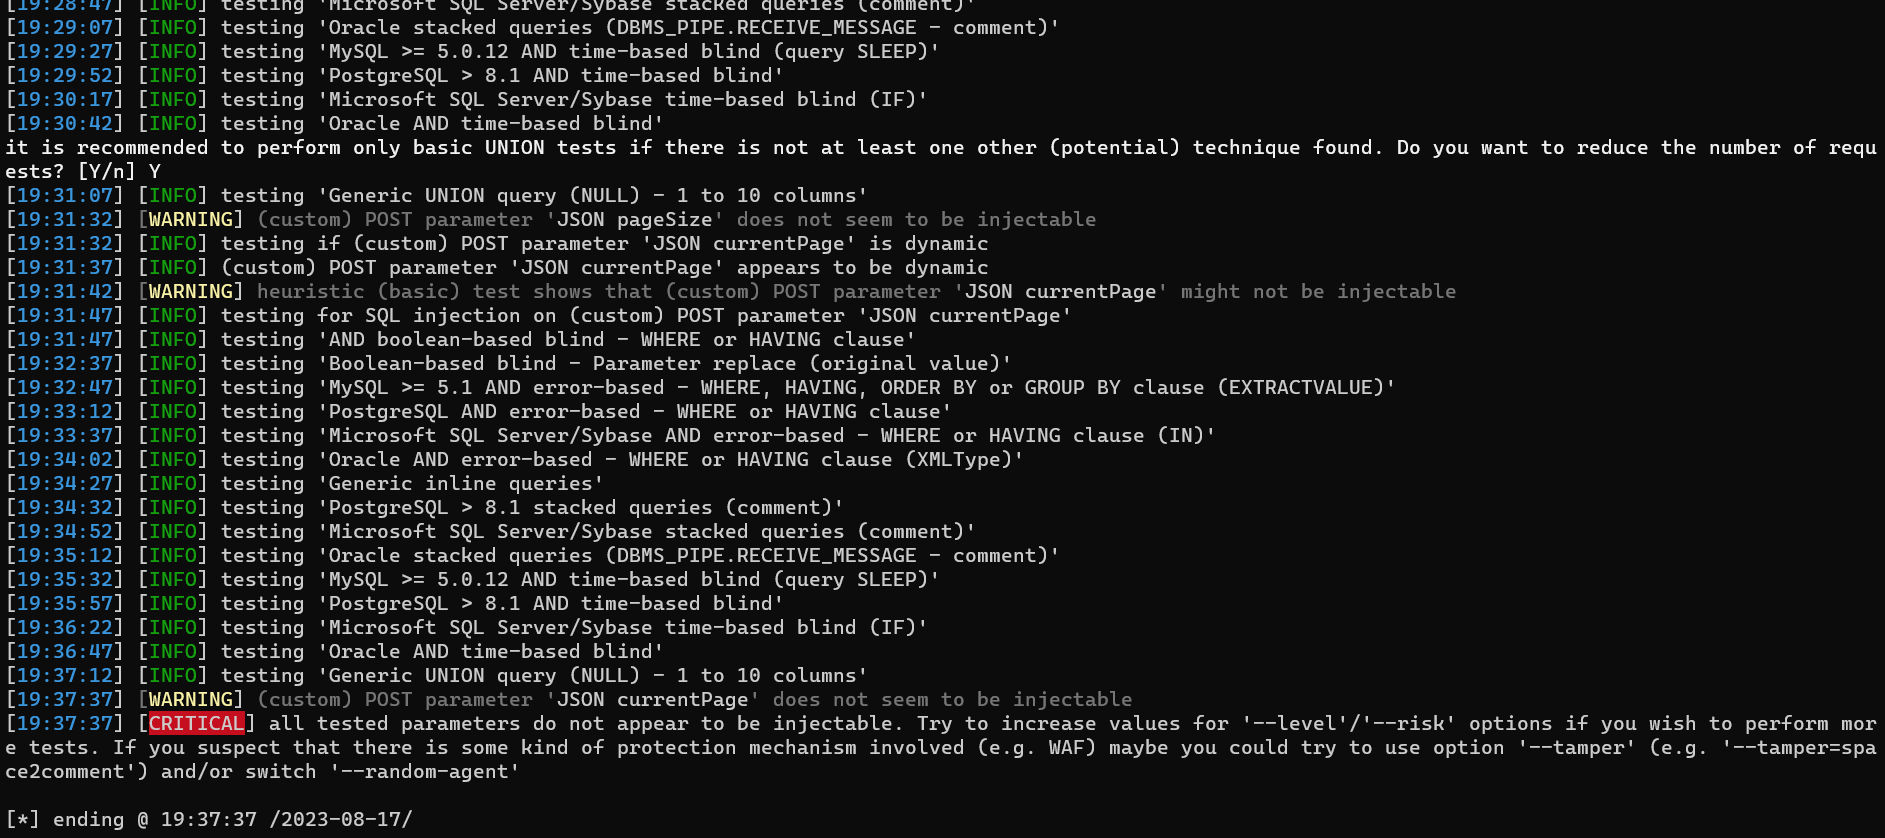 [19:28:47] [INFO] testing 'Microsoft SQL Server/Sybase stacked queries (comment)'
[19:29:07] [INFO] testing 'Oracle stacked queries (DBMS_PIPE.RECEIVE_MESSAGE - comment)'
[19:29:27] [INFO] testing 'MySQL >= 5.0.12 AND time-based blind (query SLEEP)'
[19:29:52] [INFO] testing 'PostgreSQL > 8.1 AND time-based blind'
[19:30:17] [INFO] testing 'Microsoft SQL Server/Sybase time-based blind (IF)'
[19:30:42] [INFO] testing 'Oracle AND time-based blind'
it is recommended to perform only basic UNION tests if there is not at least one other (potential) technique found. Do you want to reduce the number of requ
ests? [Y/n] Y
[19:31:07] [INFO] testing 'Generic UNION query (NULL) - 1 to 10 columns'
[19:31:32] [WARNING] (custom) POST parameter 'JSON pageSize' does not seem to be injectable
[19:31:32] [INFO] testing if (custom) POST parameter 'JSON currentPage' is dynamic
[19:31:37] [INFO] (custom) POST parameter 'JSON currentPage' appears to be dynamic
[19:31:42] [WARNING] heuristic (basic) test shows that (custom) POST parameter 'JSON currentPage' might not be injectable
[19:31:47] [INFO] testing for SQL injection on (custom) POST parameter 'JSON currentPage'
[19:31:47] [INFO] testing 'AND boolean-based blind - WHERE or HAVING clause'
[19:32:37] [INFO] testing 'Boolean-based blind - Parameter replace (original value)'
[19:32:47] [INFO] testing 'MySQL >= 5.1 AND error-based - WHERE, HAVING, ORDER BY or GROUP BY clause (EXTRACTVALUE)'
[19:33:12] [INFO] testing 'PostgreSQL AND error-based - WHERE or HAVING clause'
[19:33:37] [INFO] testing 'Microsoft SQL Server/Sybase AND error-based - WHERE or HAVING clause (IN)'
[19:34:02] [INFO] testing 'Oracle AND error-based - WHERE or HAVING clause (XMLType)'
[19:34:27] [INFO] testing 'Generic inline queries'
[19:34:32] [INFO] testing 'PostgreSQL > 8.1 stacked queries (comment)'
[19:34:52] [INFO] testing 'Microsoft SQL Server/Sybase stacked queries (comment)'
[19:35:12] [INFO] testing 'Oracle stacked queries (DBMS_PIPE.RECEIVE_MESSAGE - comment)'
[19:35:32] [INFO] testing 'MySQL >= 5.0.12 AND time-based blind (query SLEEP)'
[19:35:57] [INFO] testing 'PostgreSQL > 8.1 AND time-based blind'
[19:36:22] [INFO] testing 'Microsoft SQL Server/Sybase time-based blind (IF)'
[19:36:47] [INFO] testing 'Oracle AND time-based blind'
[19:37:12] [INFO] testing 'Generic UNION query (NULL) - 1 to 10 columns'
[19:37:37] [WARNING] (custom) POST parameter 'JSON currentPage' does not seem to be injectable
[19:37:37] [CRITICAL] all tested parameters do not appear to be injectable. Try to increase values for '--level'/'--risk' options if you wish to perform mor
e tests. If you suspect that there is some kind of protection mechanism involved (e.g. WAF) maybe you could try to use option '--tamper' (e.g. '--tamper=spa
ce2comment') and/or switch '--random-agent'
[*] ending @ 19:37:37 /2023-08-17/